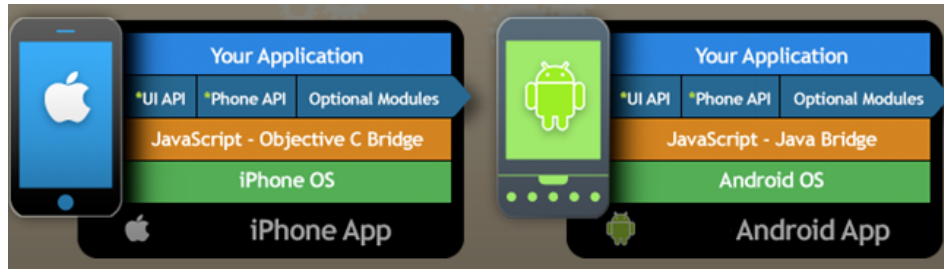 Your Application
*UI API *Phone API Optional Modules
JavaScript - Objective C Bridge
iPhone OS
iPhone App
Your Application
*UI API *Phone API Optional Modules
JavaScript - Java Bridge
Android OS
Android App